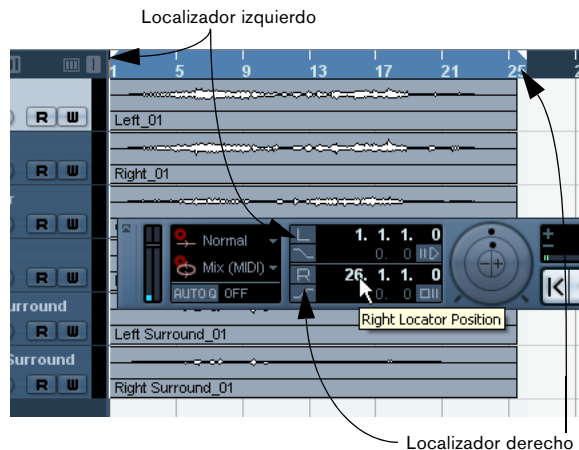 Localizador izquierdo
1 5 9 13 17 21 25 2
R W
Left_01
R W
Right_01
R W
Normal
L 1. 1. 1. 0
0. 0
Mix (MIDI)
R 26. 1. 1. 0
R W
AUTO Q OFF
0. 0
Right Locator Position
urround
R W
Left Surround_01
Surround
R W
Right Surround_01
Localizador derecho